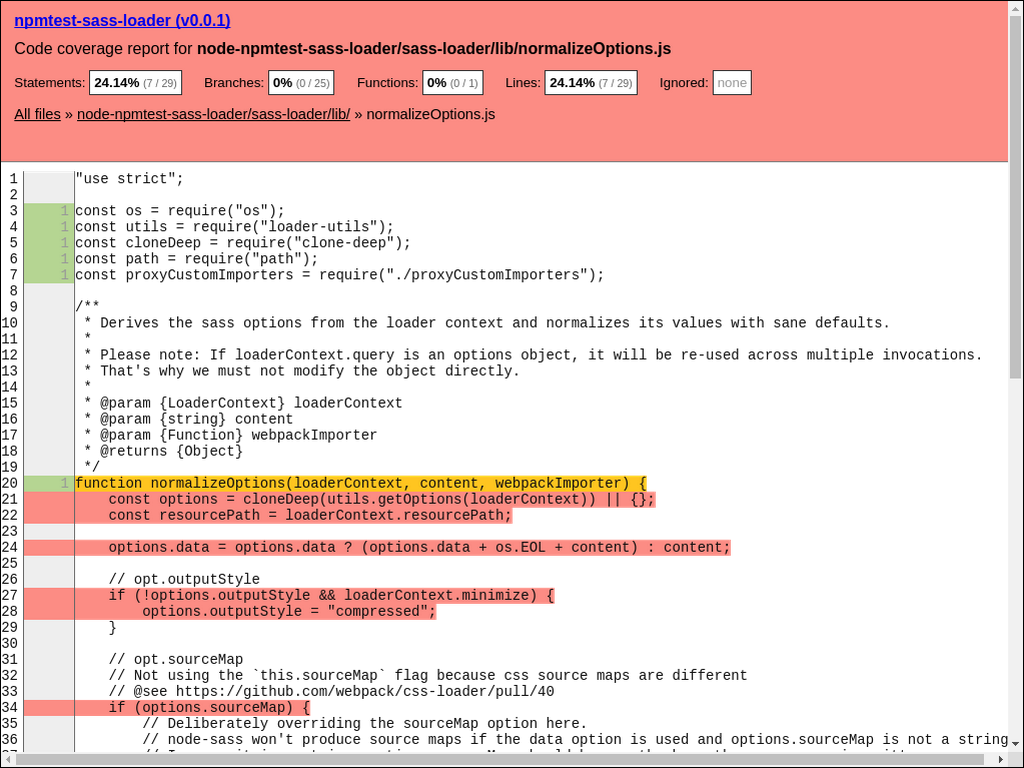 npmtest-sass-loader (v0.0.1)
Code coverage report for node-npmtest-sass-loader/sass-loader/lib/normalizeOptions.js
Statements: 24.14% (7 / 29) Branches: 0% (0 / 25) Functions: 0% (0 / 1) Lines: 24.14% (7 / 29) Ignored: none
All files » node-npmtest-sass-loader/sass-loader/lib/ » normalizeOptions.js
1 "use strict";
2
3 1 const os = require("os");
4 1 const utils = require("loader-utils");
5 1 const cloneDeep = require("clone-deep");
6 1 const path = require("path");
7 1 const proxyCustomImporters = require("./proxyCustomImporters");
8
9 /**
10  * Derives the sass options from the loader context and normalizes its values with sane defaults.
11  *
12  * Please note: If loaderContext.query is an options object, it will be re-used across multiple invocations.
13  * That's why we must not modify the object directly.
14  *
15  * @param {LoaderContext} loaderContext
16  * @param {string} content
17  * @param {Function} webpackImporter
18  * @returns {Object}
19  */
20 1 function normalizeOptions(loaderContext, content, webpackImporter) {
21     const options = cloneDeep(utils.getOptions(loaderContext)) || {};
22     const resourcePath = loaderContext.resourcePath;
23
24     options.data = options.data ? (options.data + os.EOL + content) : content;
25
26     // opt.outputStyle
27     if (!options.outputStyle && loaderContext.minimize) {
28         options.outputStyle = "compressed";
29     }
30
31     // opt.sourceMap
32     // Not using the `this.sourceMap` flag because css source maps are different
33     // @see https://github.com/webpack/css-loader/pull/40
34     if (options.sourceMap) {
35         // Deliberately overriding the sourceMap option here.
36         // node-sass won't produce source maps if the data option is used and options.sourceMap is not a string